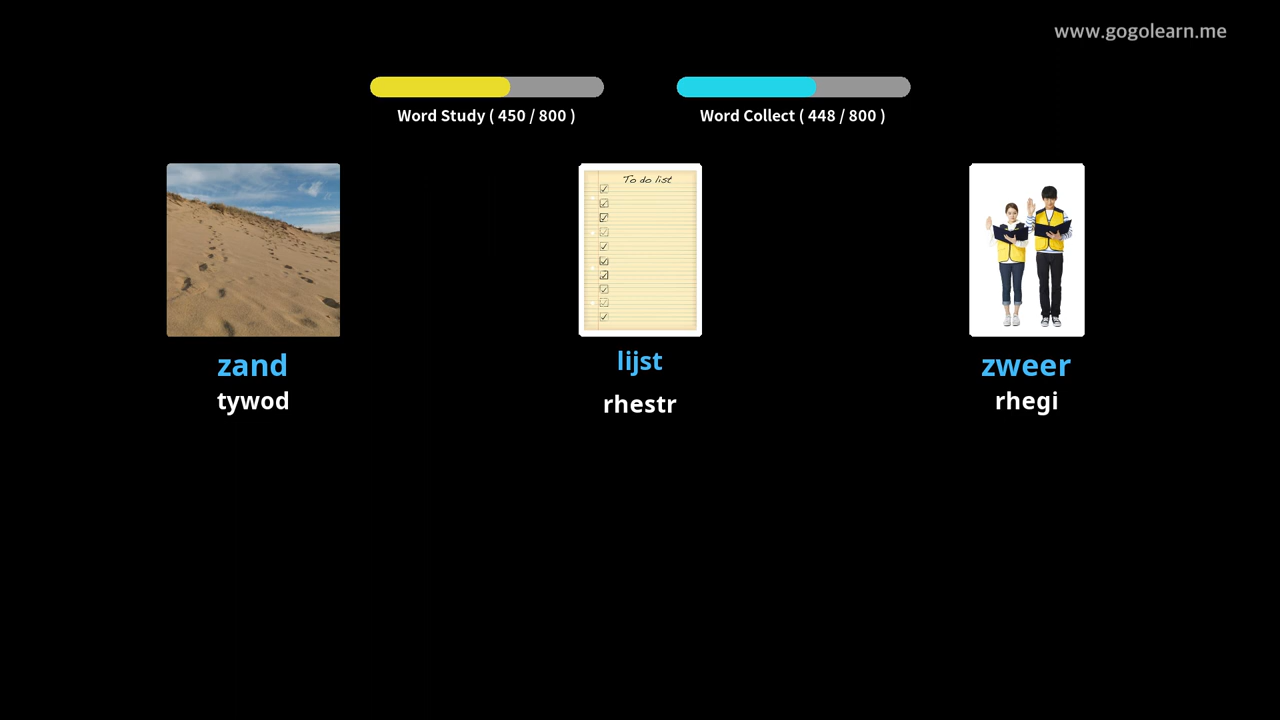 www.gogolearn.me
Word Study ( 450 / 800 )
Word Collect ( 448 / 800 )
To do list
zand
tywod
lijst
rhestr
zweer
rhegi